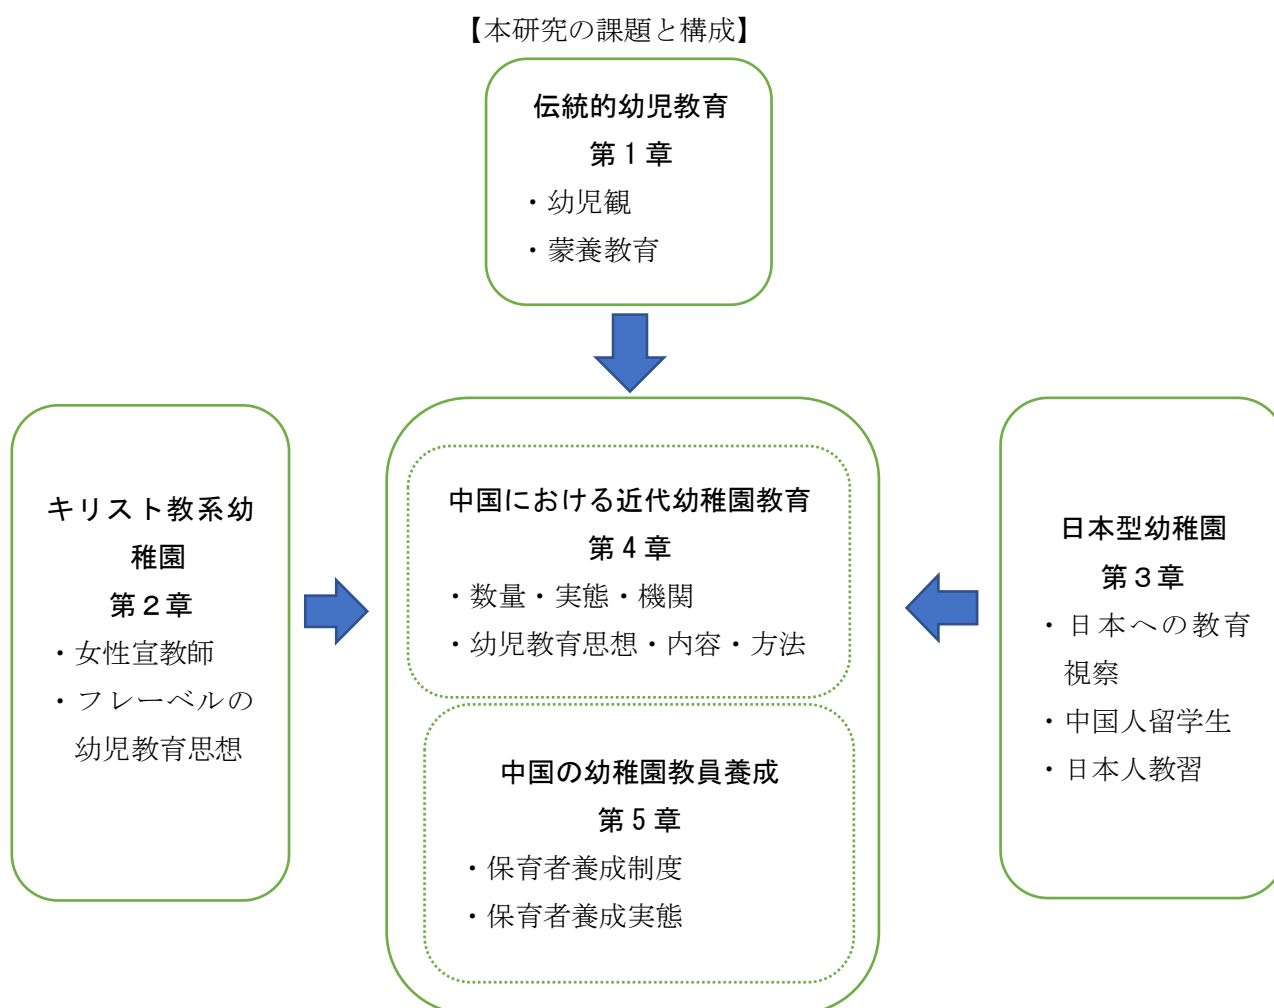 【本研究の課題と構成】
伝統的幼児教育
第１章
・幼児観
・蒙養教育
キリスト教系幼
稚園
第２章
・女性宣教師
・フレーベルの
幼児教育思想
中国における近代幼稚園教育
第４章
・数量・実態・機関
・幼児教育思想・内容・方法
中国の幼稚園教員養成
第５章
・保育者養成制度
・保育者養成実態
日本型幼稚園
第３章
・日本への教育
視察
・中国人留学生
・日本人教習